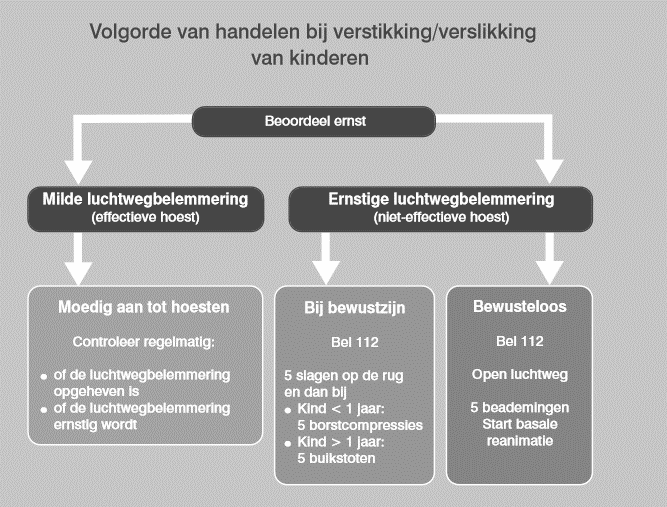 Volgorde van handelen bij verstikking/verslikking
van kinderen
Beoordeel ernst
Milde luchtwegbelemmering
(effectieve hoest)
Ernstige luchtwegbelemmering
(niet-effectieve hoest)
Moedig aan tot hoesten
Controleer regelmatig:
• of de luchtwegbelemmering
opgeheven is
• of de luchtwegbelemmering
ernstig wordt
Bij bewustzijn
Bel 112
5 slagen op de rug
en dan bij
• Kind < 1 jaar:
5 borstcompressies
• Kind > 1 jaar:
5 buikstoten
Bewusteloos
Bel 112
Open luchtweg
5 beademingen
Start basale
reanimatie